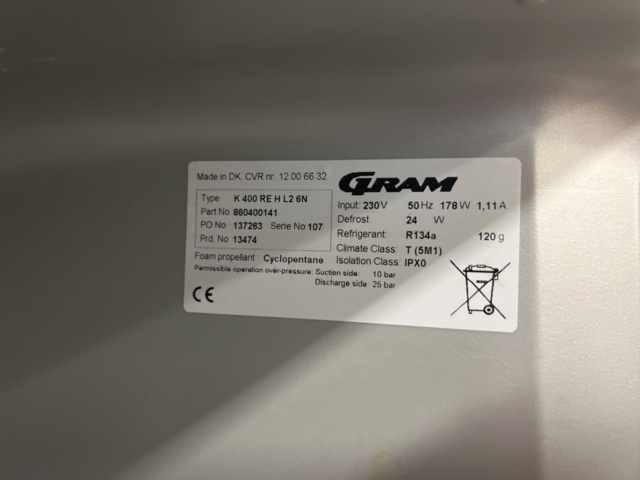 Made in DK. CVR nr. 12 00 66 32
GRAM
Type K 400 RE H L2 6N
Part No 860400141
PO No 137263 Serie No 107
Prd. No 13474
Input: 230V 50 Hz 178 W 1,11A
Defrost: 24 W
Refrigerant: R134a 120 g
Climate Class: T (5M1)
Isolation Class: IPX0
Foam propellant Cyclopentane
Permissible operation over-pressure: Suction side: 10 bar
Discharge side: 25 bar
CE